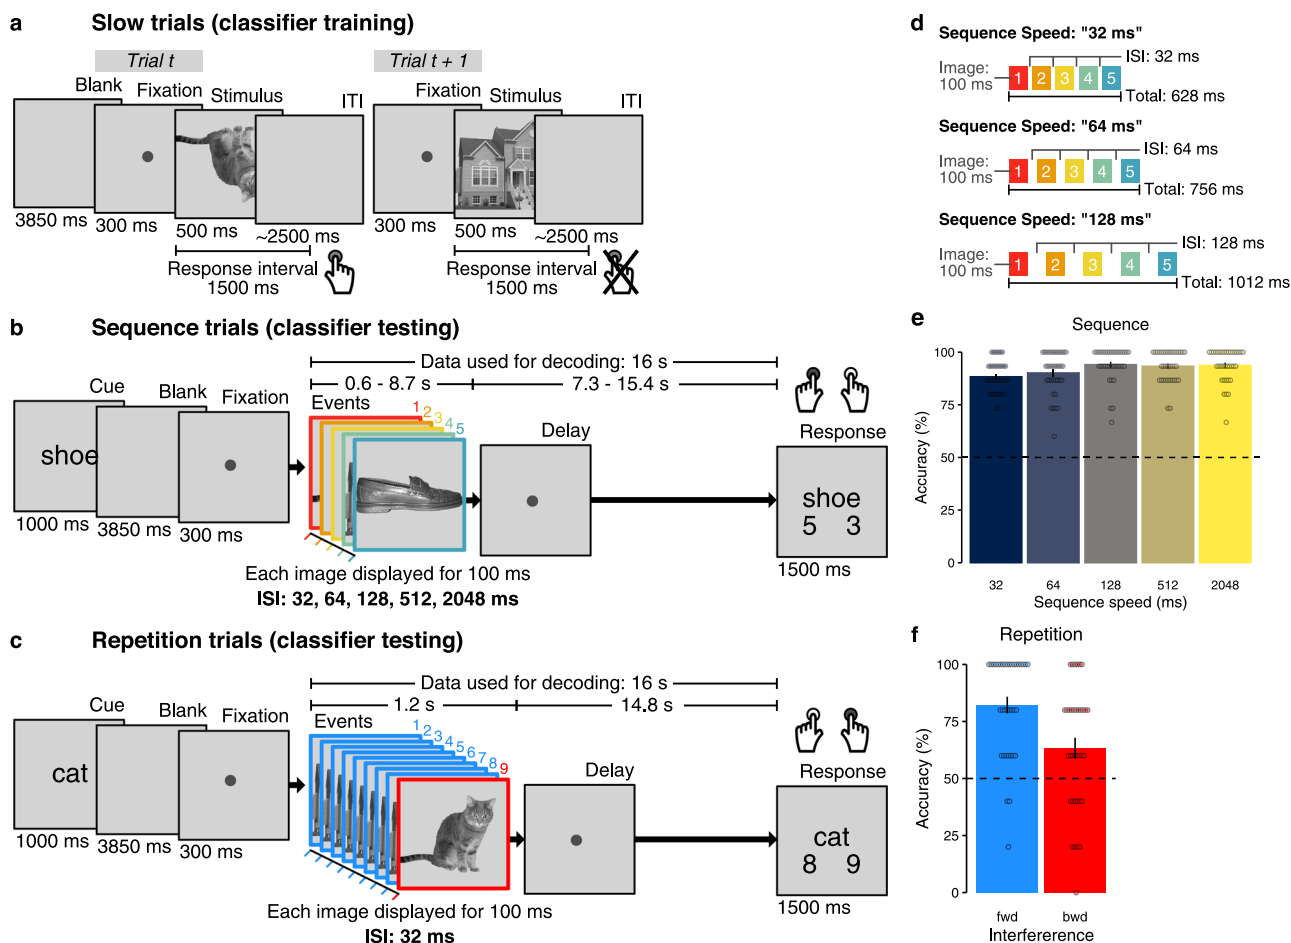 a Slow trials (classifier training)
Trial t
Trial t + 1
Blank
Fixation
Stimulus
ITI
Fixation
Stimulus
ITI
3850 ms
300 ms
500 ms
~2500 ms
300 ms
500 ms
~2500 ms
Response interval
1500 ms
Response interval
1500 ms
b Sequence trials (classifier testing)
Data used for decoding: 16 s
0.6 - 8.7 s
7.3 - 15.4 s
Cue
Blank
Fixation
Events
1
2
3
4
5
Delay
Response
shoe
shoe
5 3
1000 ms
3850 ms
300 ms
1500 ms
Each image displayed for 100 ms
ISI: 32, 64, 128, 512, 2048 ms
c Repetition trials (classifier testing)
Data used for decoding: 16 s
1.2 s
14.8 s
Cue
Blank
Fixation
Events
1
2
3
4
5
6
7
8
9
Delay
Response
cat
cat
8 9
1000 ms
3850 ms
300 ms
1500 ms
Each image displayed for 100 ms
ISI: 32 ms
d
Sequence Speed: "32 ms"
ISI: 32 ms
Image:
100 ms
1 2 3 4 5
Total: 628 ms
Sequence Speed: "64 ms"
ISI: 64 ms
Image:
100 ms
1 2 3 4 5
Total: 756 ms
Sequence Speed: "128 ms"
ISI: 128 ms
Image:
100 ms
1 2 3 4 5
Total: 1012 ms
e
Sequence
Accuracy (%)
100
75
50
25
0
32 64 128 512 2048
Sequence speed (ms)
f
Repetition
Accuracy (%)
100
75
50
25
0
fwd bwd
Interfererence